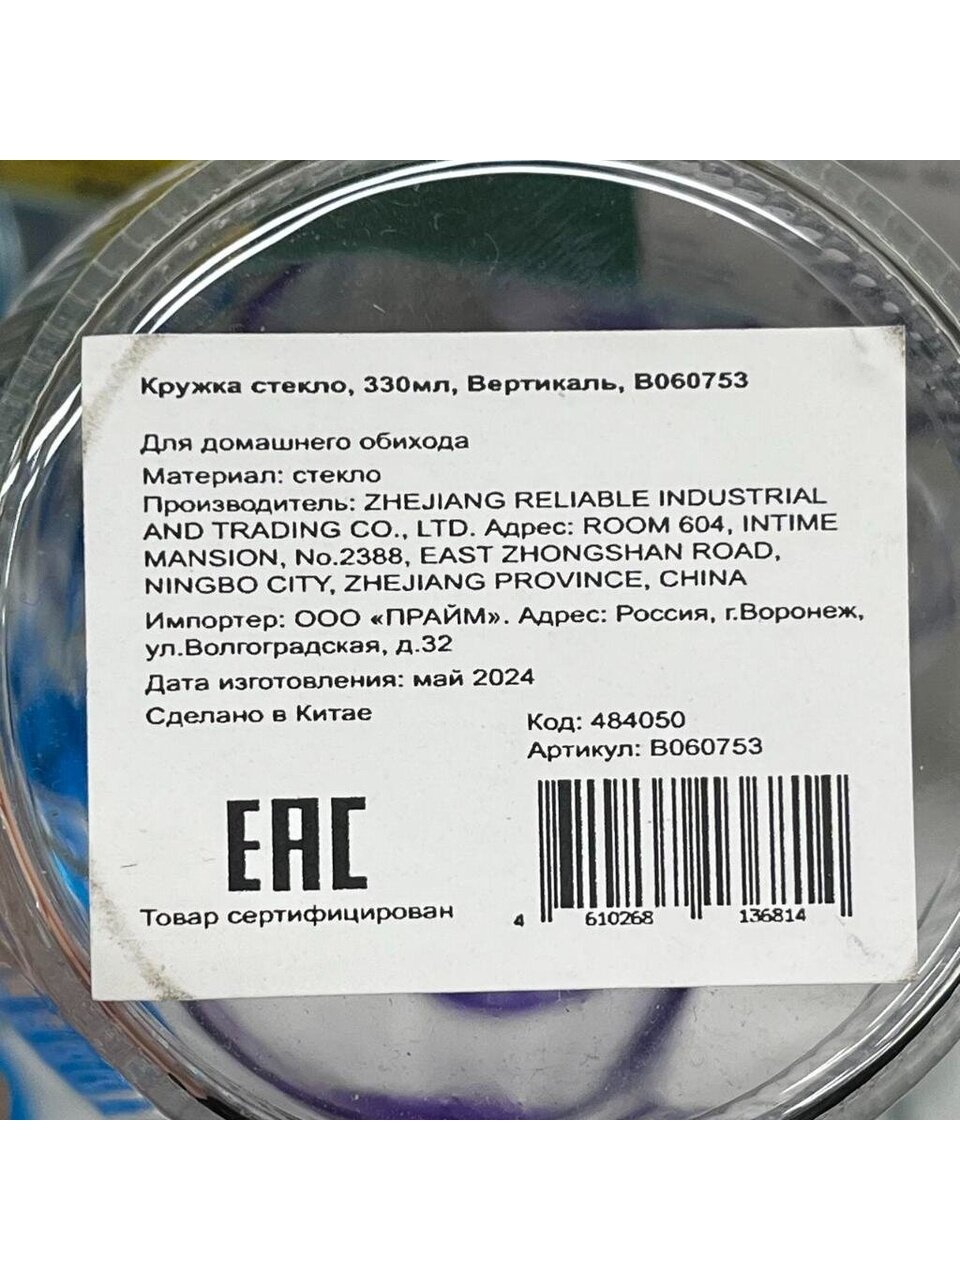 Кружка стекло, 330мл, Вертикаль, В060753
Для домашнего обихода
Материал: стекло
Производитель: ZHEJIANG RELIABLE INDUSTRIAL
AND TRADING CO., LTD. Адрес: ROOM 604, INTIME
MANSION, No.2388, EAST ZHONGSHAN ROAD,
NINGBO CITY, ZHEJIANG PROVINCE, CHINA
Импортер: ООО «ПРАЙМ». Адрес: Россия, г.Воронеж,
ул.Волгоградская, д.32
Дата изготовления: май 2024
Сделано в Китае
Код: 484050
Артикул: В060753
EAC
Товар сертифицирован
4 610268 136814